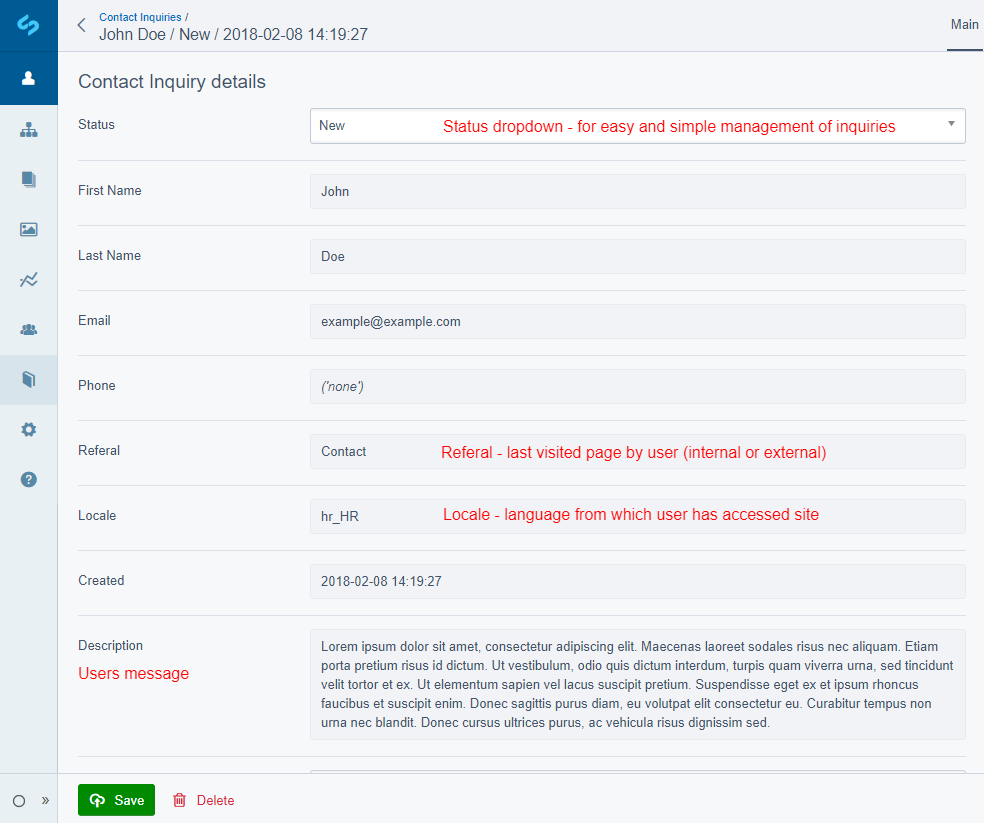 Contact Inquiries /
John Doe / New / 2018-02-08 14:19:27
Main
Contact Inquiry details
Status
New
Status dropdown - for easy and simple management of inquiries
First Name
John
Last Name
Doe
Email
example@example.com
Phone
('none')
Referal
Contact
Referal - last visited page by user (internal or external)
Locale
hr_HR
Locale - language from which user has accessed site
Created
2018-02-08 14:19:27
Description
Users message
Lorem ipsum dolor sit amet, consectetur adipiscing elit. Maecenas laoreet sodales risus nec aliquam. Etiam
porta pretium risus id dictum. Ut vestibulum, odio quis dictum interdum, turpis quam viverra urna, sed tincidunt
velit tortor et ex. Ut elementum sapien vel lacus suscipit pretium. Suspendisse eget ex et ipsum rhoncus
faucibus et suscipit enim. Donec sagittis purus diam, eu volutpat elit consectetur eu. Curabitur tempus non
urna nec blandit. Donec cursus ultrices purus, ac vehicula risus dignissim sed.
Save
Delete